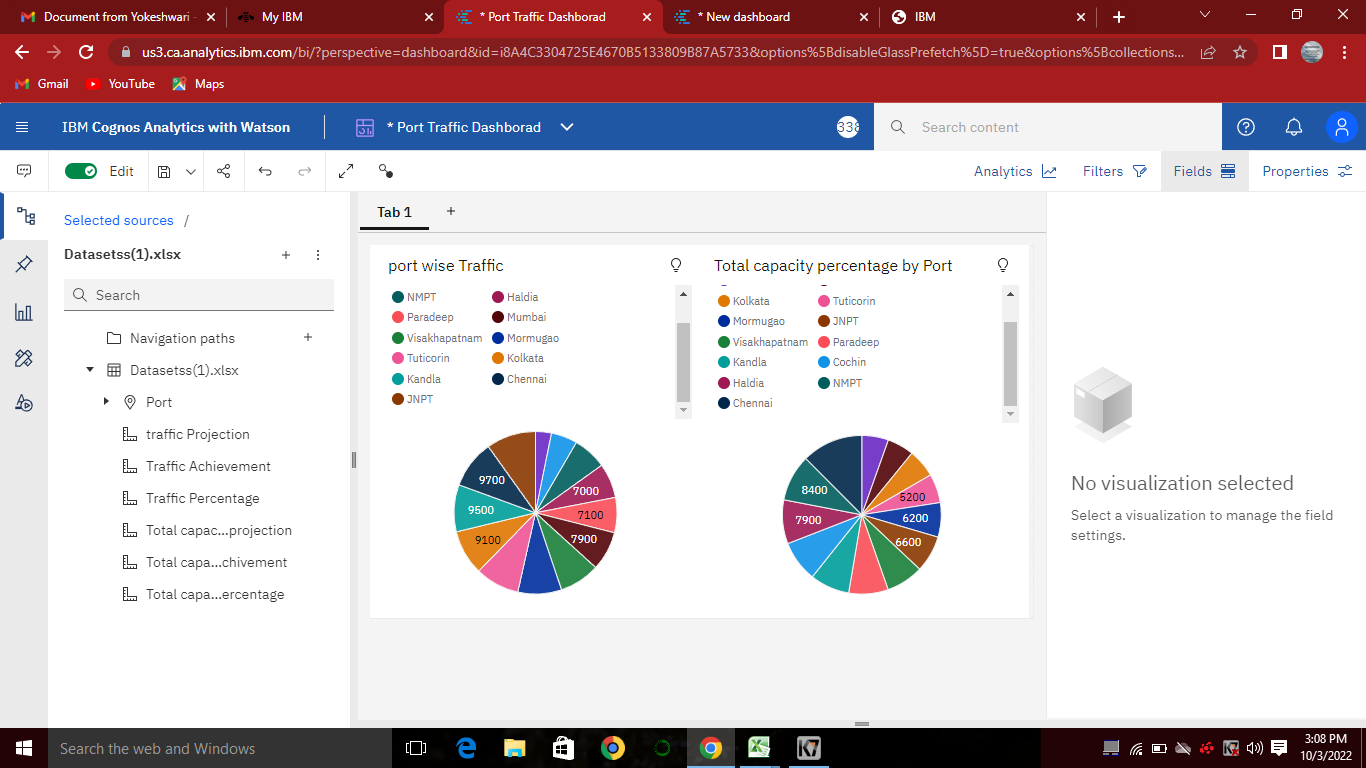 Document from Yokeshwari -
My IBM
* Port Traffic Dashborad
* New dashboard
IBM
us3.ca.analytics.ibm.com/bi/?perspective=dashboard&id=i8A4C3304725E4670B5133809B87A5733&options%5BdisableGlassPrefetch%5D=true&options%5Bcollections...
Gmail
YouTube
Maps
IBM Cognos Analytics with Watson
* Port Traffic Dashborad
338
Search content
Edit
Analytics
Filters
Fields
Properties
Selected sources /
Datasetss(1).xlsx
Search
Navigation paths
Datasetss(1).xlsx
Port
traffic Projection
Traffic Achievement
Traffic Percentage
Total capac...projection
Total capa...chivement
Total capa...ercentage
Tab 1
port wise Traffic
NMPT
Haldia
Paradeep
Mumbai
Visakhapatnam
Mormugao
Tuticorin
Kolkata
Kandla
Chennai
JNPT
9700
7000
9500
7100
9100
7900
Total capacity percentage by Port
Kolkata
Tuticorin
Mormugao
JNPT
Visakhapatnam
Paradeep
Kandla
Cochin
Haldia
NMPT
Chennai
8400
5200
7900
6200
6600
No visualization selected
Select a visualization to manage the field
settings.
Search the web and Windows
3:08 PM
10/3/2022